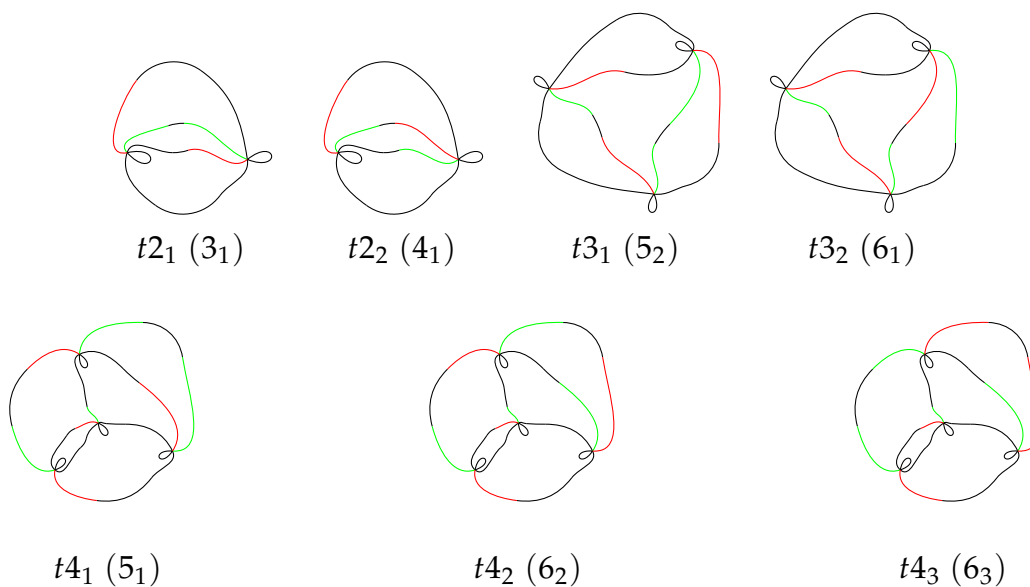 t2₁ (3₁) t2₂ (4₁) t3₁ (5₂) t3₂ (6₁)
t4₁ (5₁) t4₂ (6₂) t4₃ (6₃)